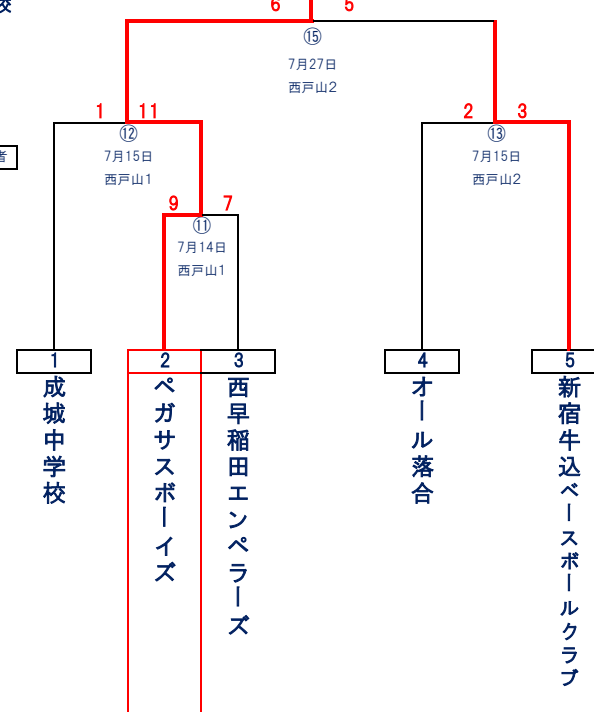 校
6 5
⑮
7月27日
西戸山2
1 11
⑫
7月15日
西戸山1
2 3
⑬
7月15日
西戸山2
者
9 7
⑪
7月14日
西戸山1
1
成城中学校
2
ペガサスボーイズ
3
西早稲田エンペラーズ
4
オール落合
5
新宿牛込ベースボールクラブ